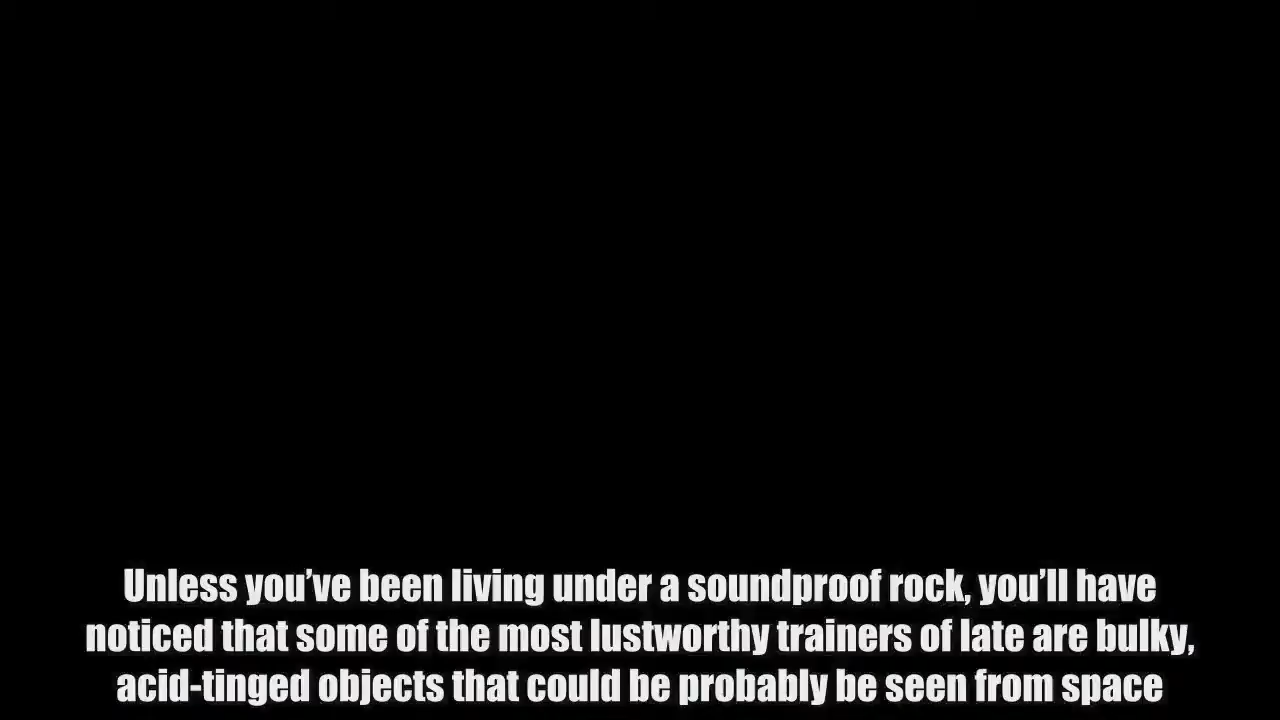 Unless you’ve been living under a soundproof rock, you’ll have
noticed that some of the most lustworthy trainers of late are bulky,
acid-tinged objects that could be probably be seen from space